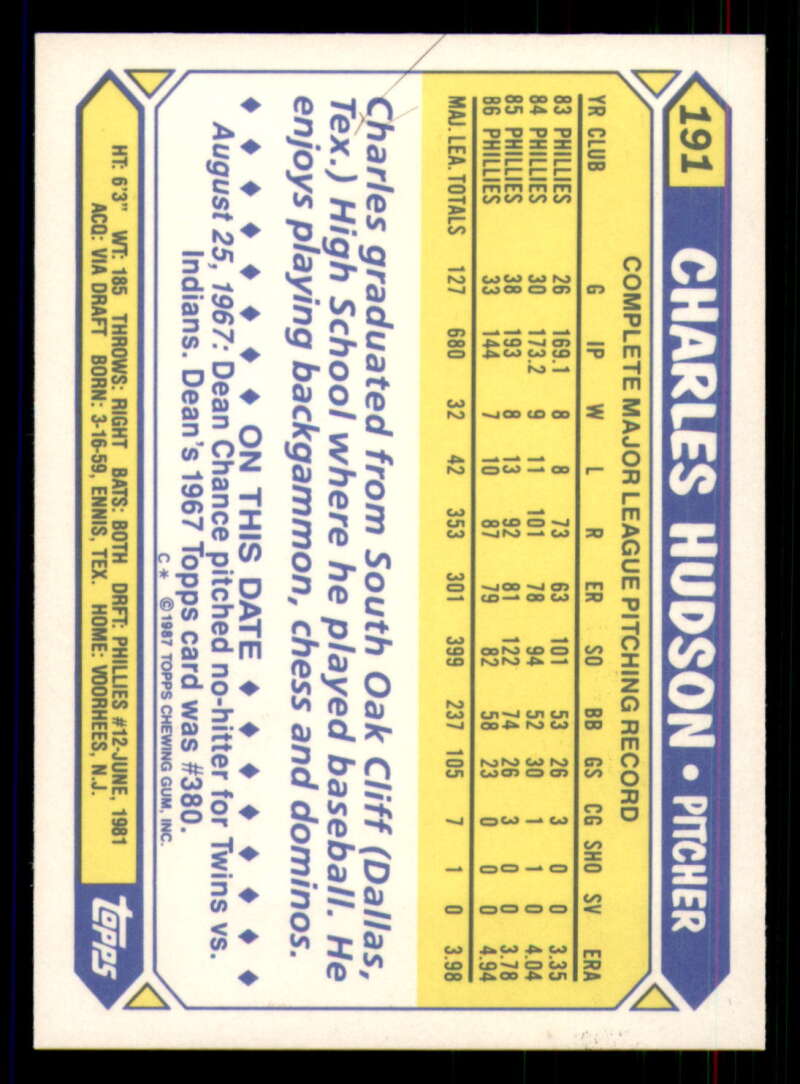 191 CHARLES HUDSON • PITCHER
COMPLETE MAJOR LEAGUE PITCHING RECORD
YR CLUB G IP W L R ER SO BB GS CG SHO SV ERA
83 PHILLIES 26 169.1 8 8 73 63 101 53 26 3 0 0 3.35
84 PHILLIES 30 173.2 9 11 101 78 94 52 30 1 1 0 4.04
85 PHILLIES 38 193 8 13 92 81 122 74 26 3 0 0 3.78
86 PHILLIES 33 144 7 10 87 79 82 58 23 0 0 0 4.94
MAJ. LEA. TOTALS 127 680 32 42 353 301 399 237 105 7 1 0 3.98
Charles graduated from South Oak Cliff (Dallas,
Tex.) High School where he played baseball. He
enjoys playing backgammon, chess and dominos.
◆ ◆ ◆ ◆ ◆ ◆ ON THIS DATE ◆ ◆ ◆ ◆ ◆ ◆
August 25, 1967: Dean Chance pitched no-hitter for Twins vs.
Indians. Dean's 1967 Topps card was #380.
C * © 1987 TOPPS CHEWING GUM, INC.
HT: 6'3" WT: 185 THROWS: RIGHT BATS: BOTH DRFT: PHILLIES #12-JUNE, 1981
ACQ: VIA DRAFT BORN: 3-16-59, ENNIS, TEX. HOME: VOORHEES, N.J.
topps